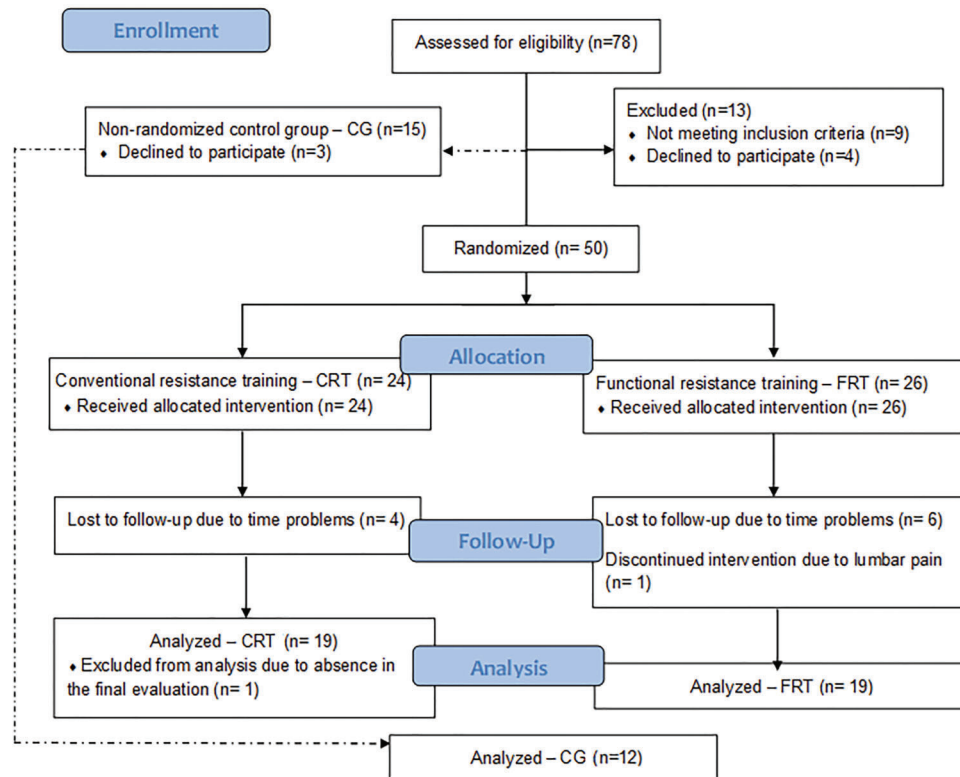 Enrollment
Assessed for eligibility (n=78)
Non-randomized control group – CG (n=15)
♦ Declined to participate (n=3)
Excluded (n=13)
♦ Not meeting inclusion criteria (n=9)
♦ Declined to participate (n=4)
Randomized (n= 50)
Allocation
Conventional resistance training – CRT (n= 24)
♦ Received allocated intervention (n= 24)
Functional resistance training – FRT (n= 26)
♦ Received allocated intervention (n= 26)
Follow-Up
Lost to follow-up due to time problems (n= 4)
Lost to follow-up due to time problems (n= 6)
Discontinued intervention due to lumbar pain
(n= 1)
Analysis
Analyzed – CRT (n= 19)
♦ Excluded from analysis due to absence in
the final evaluation (n= 1)
Analyzed – FRT (n= 19)
Analyzed – CG (n=12)